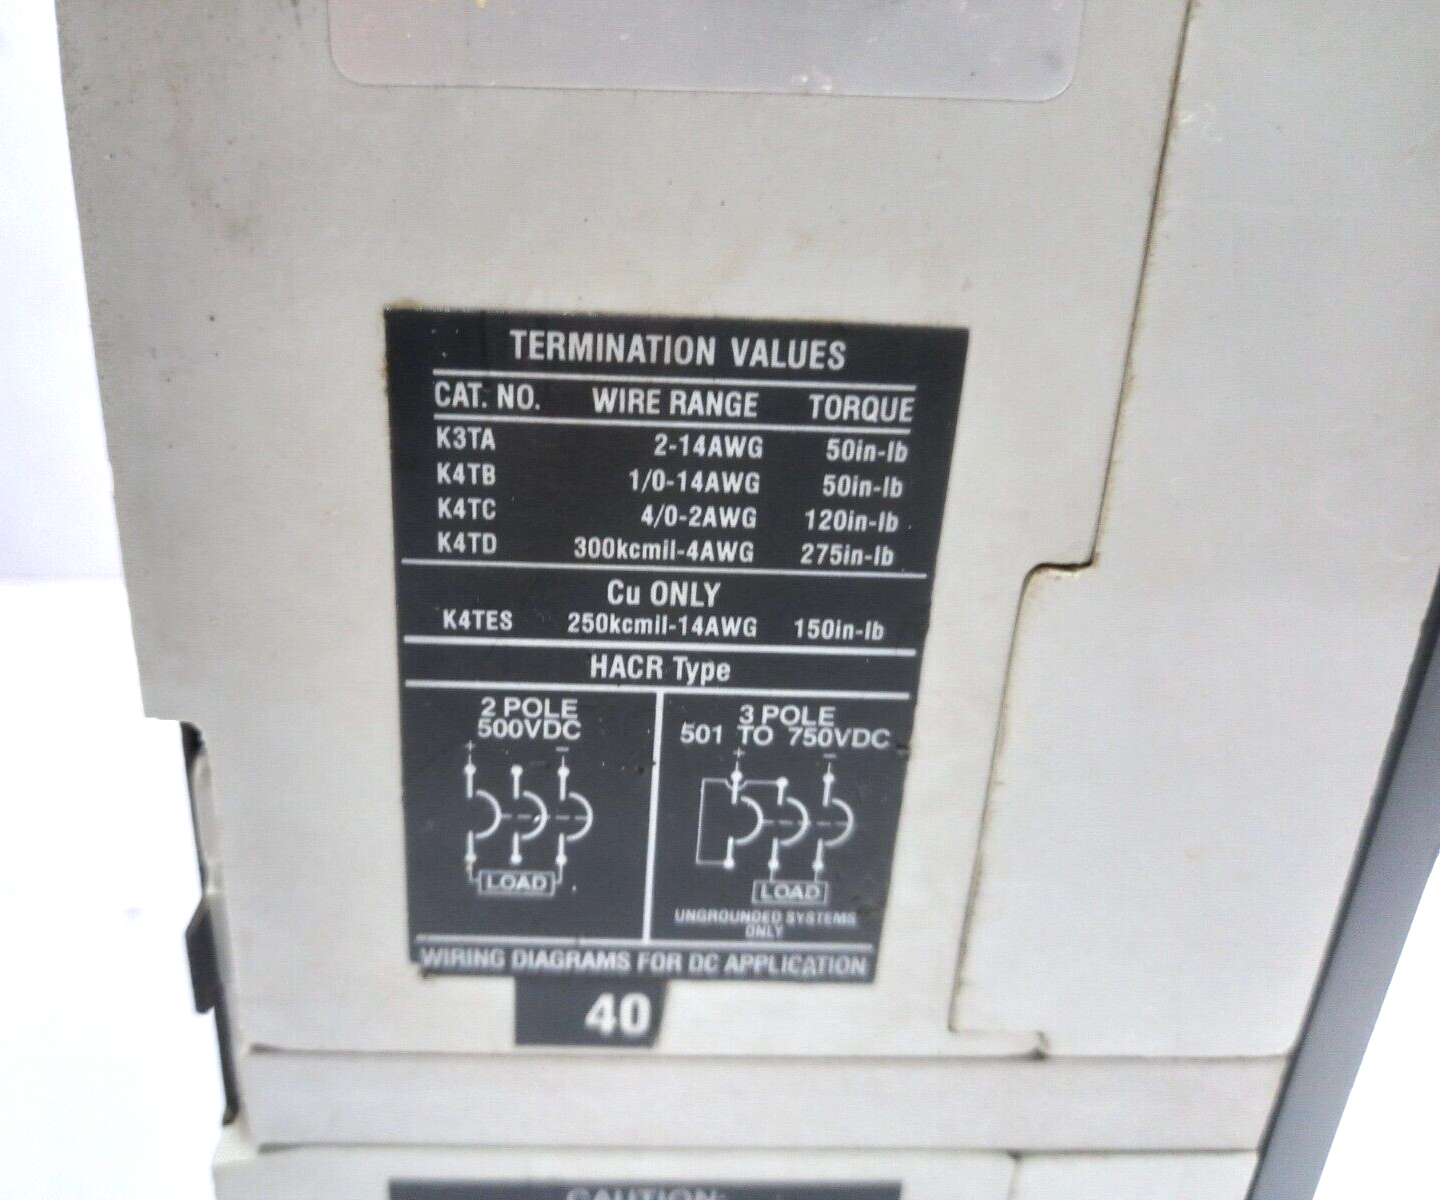 TERMINATION VALUES
CAT. NO. WIRE RANGE TORQUE
K3TA 2-14AWG 50in-lb
K4TB 1/0-14AWG 50in-lb
K4TC 4/0-2AWG 120in-lb
K4TD 300kcmil-4AWG 275in-lb
Cu ONLY
K4TES 250kcmil-14AWG 150in-lb
HACR Type
2 POLE
500VDC
+ −
LOAD
3 POLE
501 TO 750VDC
+ −
LOAD
UNGROUNDED SYSTEMS
ONLY
WIRING DIAGRAMS FOR DC APPLICATION
40
CAUTION: